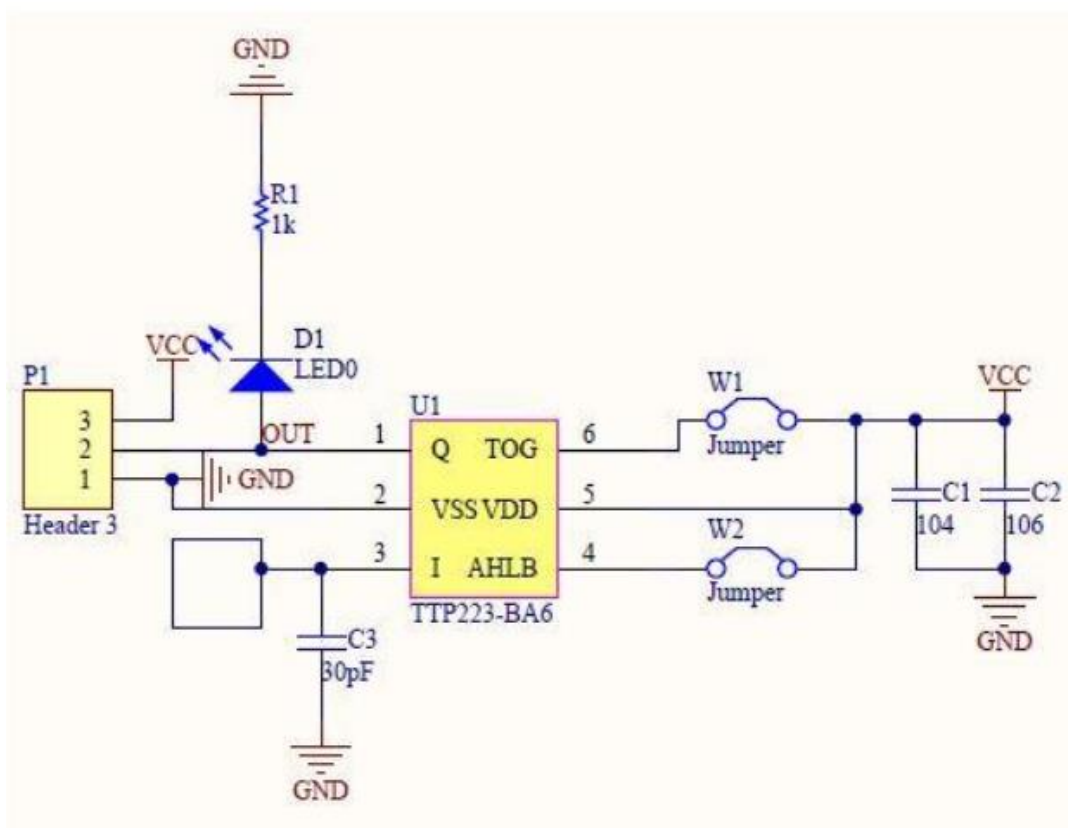 GND
R1
1k
VCC
D1
LED0
P1
3
2
1
Header 3
OUT
GND
U1
1
Q
TOG
6
2
VSS
VDD
5
3
I
AHLB
4
TTP223-BA6
W1
Jumper
W2
Jumper
VCC
C1
104
C2
106
GND
C3
30pF
GND